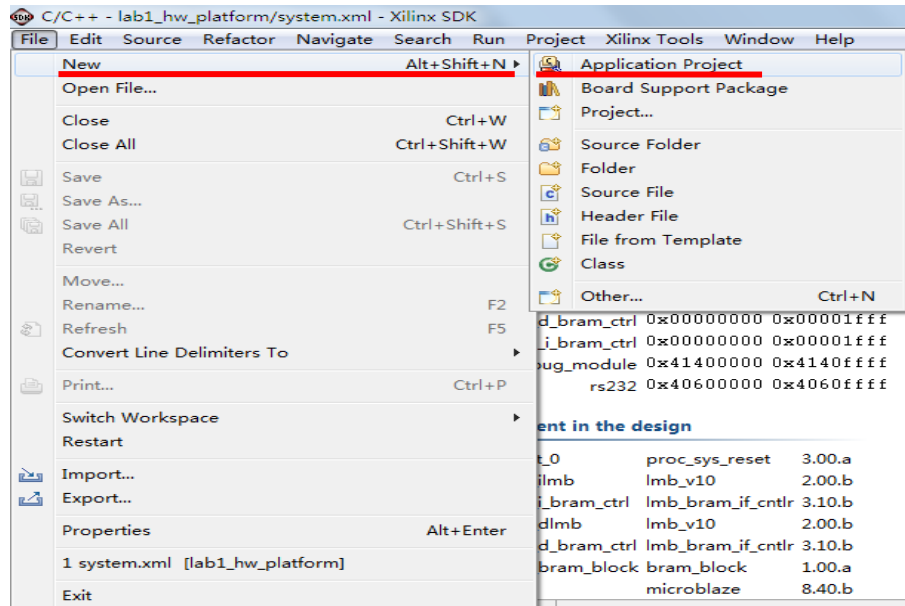 C/C++ - lab1_hw_platform/system.xml - Xilinx SDK
File Edit Source Refactor Navigate Search Run Project Xilinx Tools Window Help
New Alt+Shift+N
Open File...
Close Ctrl+W
Close All Ctrl+Shift+W
Save Ctrl+S
Save As...
Save All Ctrl+Shift+S
Revert
Move...
Rename... F2
Refresh F5
Convert Line Delimiters To
Print... Ctrl+P
Switch Workspace
Restart
Import...
Export...
Properties Alt+Enter
1 system.xml [lab1_hw_platform]
Exit
Application Project
Board Support Package
Project...
Source Folder
Folder
Source File
Header File
File from Template
Class
Other... Ctrl+N
d_bram_ctrl 0x00000000 0x00001fff
_i_bram_ctrl 0x00000000 0x00001fff
bug_module 0x41400000 0x4140ffff
rs232 0x40600000 0x4060ffff
ent in the design
t_0 proc_sys_reset 3.00.a
ilmb lmb_v10 2.00.b
i_bram_ctrl lmb_bram_if_cntlr 3.10.b
dlmb lmb_v10 2.00.b
d_bram_ctrl lmb_bram_if_cntlr 3.10.b
bram_block bram_block 1.00.a
microblaze 8.40.b